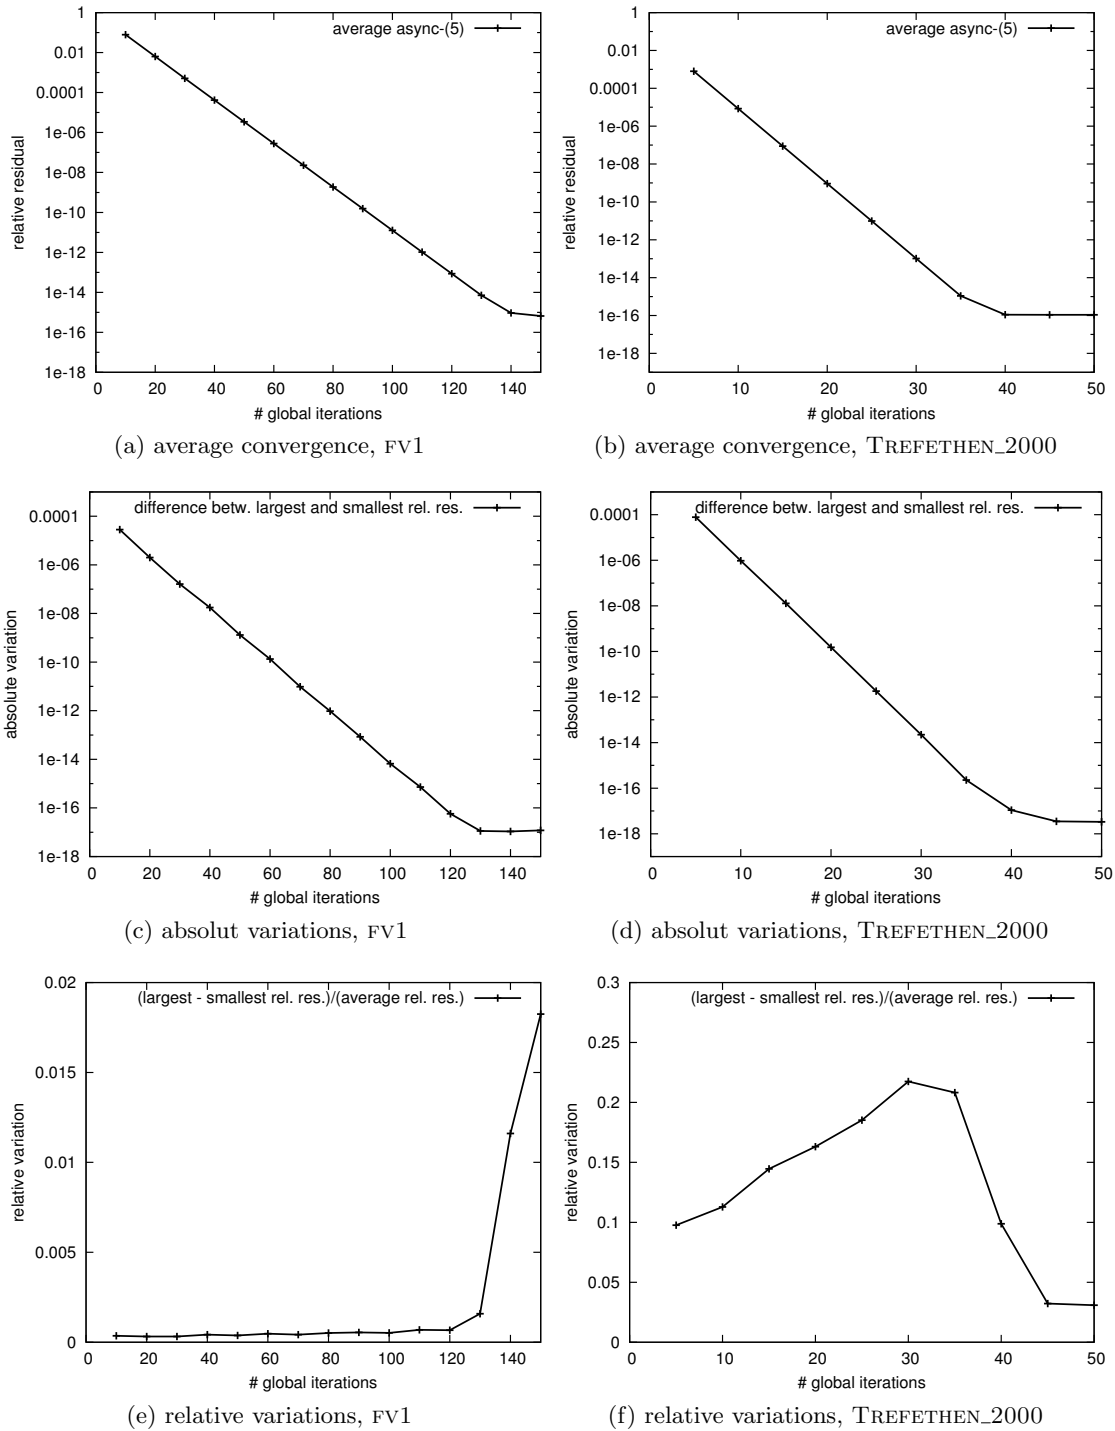 average async-(5)
1
0.01
0.0001
1e-06
1e-08
1e-10
1e-12
1e-14
1e-16
1e-18
relative residual
0 20 40 60 80 100 120 140
# global iterations
(a) average convergence, FV1
average async-(5)
1
0.01
0.0001
1e-06
1e-08
1e-10
1e-12
1e-14
1e-16
1e-18
relative residual
0 10 20 30 40 50
# global iterations
(b) average convergence, TREFETHEN_2000
difference betw. largest and smallest rel. res.
0.0001
1e-06
1e-08
1e-10
1e-12
1e-14
1e-16
1e-18
absolute variation
0 20 40 60 80 100 120 140
# global iterations
(c) absolut variations, FV1
difference betw. largest and smallest rel. res.
0.0001
1e-06
1e-08
1e-10
1e-12
1e-14
1e-16
1e-18
absolute variation
0 10 20 30 40 50
# global iterations
(d) absolut variations, TREFETHEN_2000
(largest - smallest rel. res.)/(average rel. res.)
0.02
0.015
0.01
0.005
0
relative variation
0 20 40 60 80 100 120 140
# global iterations
(e) relative variations, FV1
(largest - smallest rel. res.)/(average rel. res.)
0.3
0.25
0.2
0.15
0.1
0.05
0
relative variation
0 10 20 30 40 50
# global iterations
(f) relative variations, TREFETHEN_2000